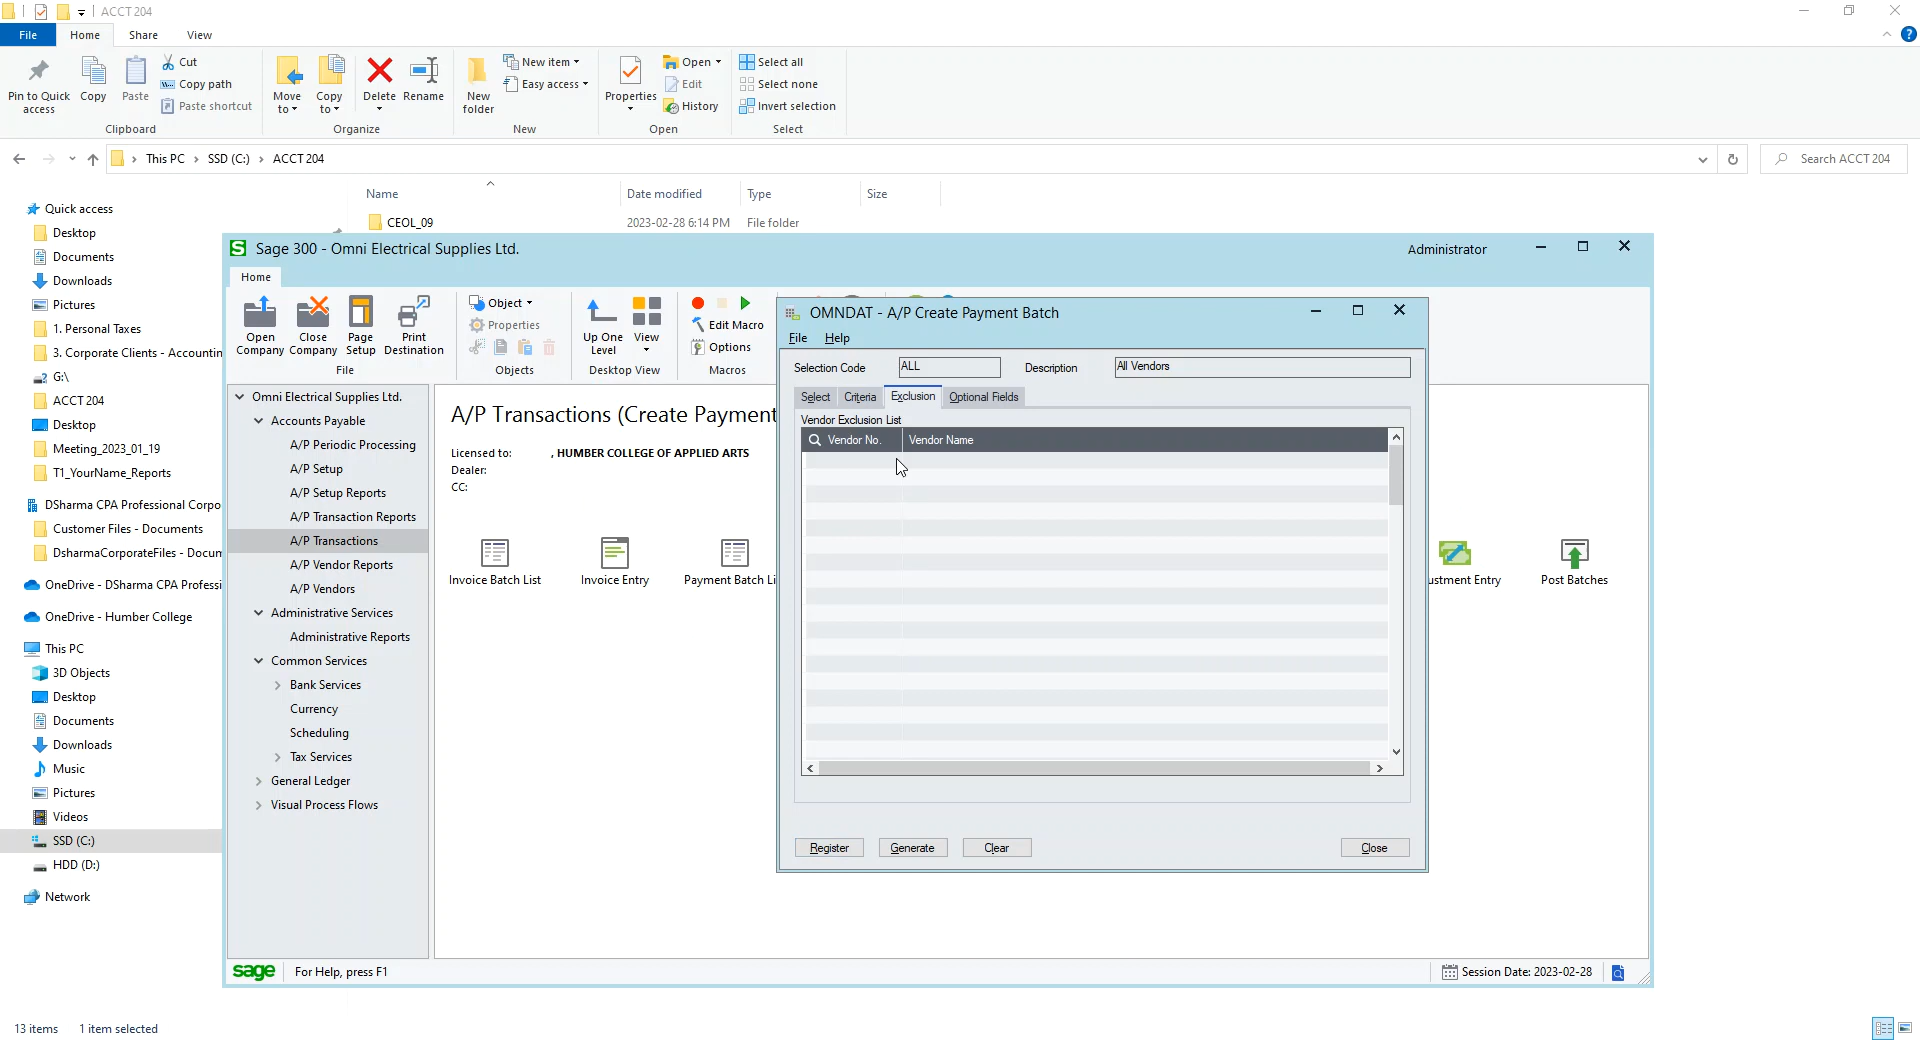 ACCT 204
File Home Share View
Pin to Quick access
Copy
Paste
Cut
Copy path
Paste shortcut
Clipboard
Move to
Copy to
Delete
Rename
Organize
New folder
New item
Easy access
New
Properties
Open
Edit
History
Open
Select all
Select none
Invert selection
Select
This PC > SSD (C:) > ACCT 204
Search ACCT 204
Name Date modified Type Size
CEOL_09 2023-02-28 6:14 PM File folder
Quick access
Desktop
Documents
Downloads
Pictures
1. Personal Taxes
3. Corporate Clients - Accountin
G:\
ACCT 204
Desktop
Meeting_2023_01_19
T1_YourName_Reports
DSharma CPA Professional Corpo
Customer Files - Documents
DsharmaCorporateFiles - Docum
OneDrive - DSharma CPA Professi
OneDrive - Humber College
This PC
3D Objects
Desktop
Documents
Downloads
Music
Pictures
Videos
SSD (C:)
HDD (D:)
Network
13 items 1 item selected
Sage 300 - Omni Electrical Supplies Ltd.
Administrator
Home
Open Company
Close Company
Page Setup
Print Destination
File
Object
Properties
Objects
Up One Level
View
Desktop View
Edit Macro
Options
Macros
Omni Electrical Supplies Ltd.
Accounts Payable
A/P Periodic Processing
A/P Setup
A/P Setup Reports
A/P Transaction Reports
A/P Transactions
A/P Vendor Reports
A/P Vendors
Administrative Services
Administrative Reports
Common Services
Bank Services
Currency
Scheduling
Tax Services
General Ledger
Visual Process Flows
A/P Transactions (Create Payment
Licensed to: , HUMBER COLLEGE OF APPLIED ARTS
Dealer:
CC:
Invoice Batch List
Invoice Entry
Payment Batch Li
ustment Entry
Post Batches
OMNDAT - A/P Create Payment Batch
File Help
Selection Code ALL Description All Vendors
Select Criteria Exclusion Optional Fields
Vendor Exclusion List
Vendor No. Vendor Name
Register Generate Clear Close
sage For Help, press F1
Session Date: 2023-02-28